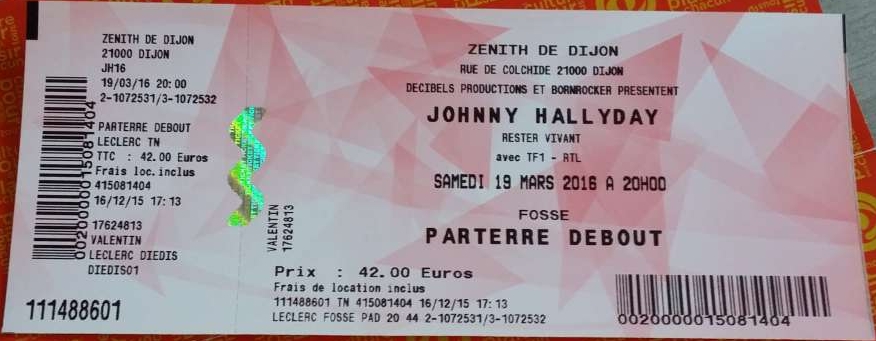 ZENITH DE DIJON
21000 DIJON
JH16
19/03/16 20:00
2-1072531/3-1072532
PARTERRE DEBOUT
LECLERC TN
TTC : 42.00 Euros
Frais loc.inclus
415081404
16/12/15 17:13
17624813
VALENTIN
LECLERC DIEDIS
DIEDIS01
0020000015081404
111488601
VALENTIN
17624813
ZENITH DE DIJON
RUE DE COLCHIDE 21000 DIJON
DECIBELS PRODUCTIONS ET BORNROCKER PRESENTENT
JOHNNY HALLYDAY
RESTER VIVANT
avec TF1 - RTL
SAMEDI 19 MARS 2016 A 20H00
FOSSE
PARTERRE DEBOUT
Prix : 42.00 Euros
Frais de location inclus
111488601 TN 415081404 16/12/15 17:13
LECLERC FOSSE PAD 20 44 2-1072531/3-1072532
0020000015081404